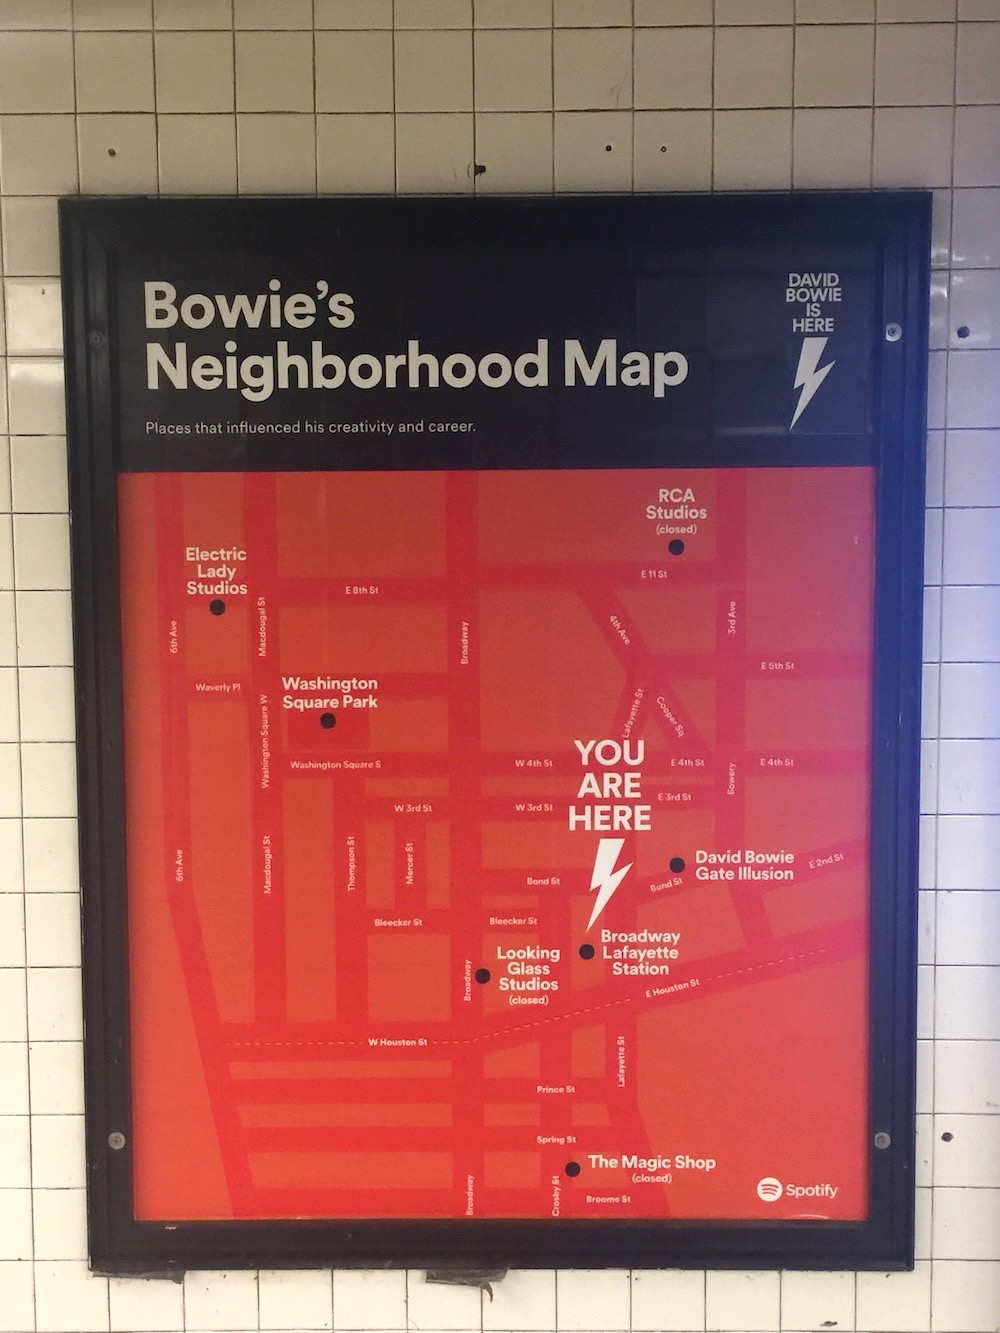 Bowie's
Neighborhood Map
Places that influenced his creativity and career.
DAVID
BOWIE
IS
HERE
RCA
Studios
(closed)
Electric
Lady
Studios
E 11 St
E 8th St
6th Ave
Macdougal St
Broadway
4th Ave
3rd Ave
E 5th St
Waverly Pl
Washington
Square Park
Washington Square W
Lafayette St
Cooper Sq
YOU
ARE
HERE
Washington Square S
W 4th St
E 4th St
E 4th St
Bowery
W 3rd St
W 3rd St
E 3rd St
6th Ave
Macdougal St
Thompson St
Mercer St
David Bowie
Gate Illusion
E 2nd St
Bond St
Bond St
Bleecker St
Bleecker St
Broadway
Lafayette
Station
Looking
Glass
Studios
(closed)
Broadway
E Houston St
W Houston St
Lafayette St
Prince St
Spring St
The Magic Shop
(closed)
Broadway
Crosby St
Broome St
Spotify